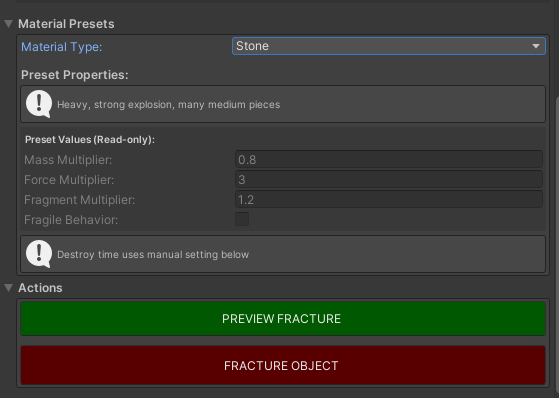 Material Presets
Material Type: Stone
Preset Properties:
Heavy, strong explosion, many medium pieces
Preset Values (Read-only):
Mass Multiplier: 0.8
Force Multiplier: 3
Fragment Multiplier: 1.2
Fragile Behavior:
Destroy time uses manual setting below
Actions
PREVIEW FRACTURE
FRACTURE OBJECT